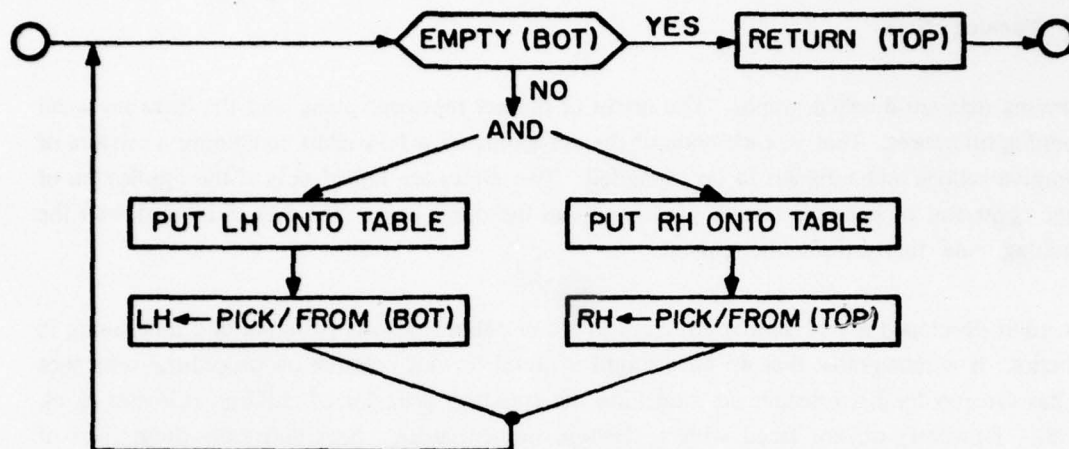 EMPTY (BOT) YES RETURN (TOP)
NO
AND
PUT LH ONTO TABLE PUT RH ONTO TABLE
LH←PICK/FROM (BOT) RH←PICK/FROM (TOP)